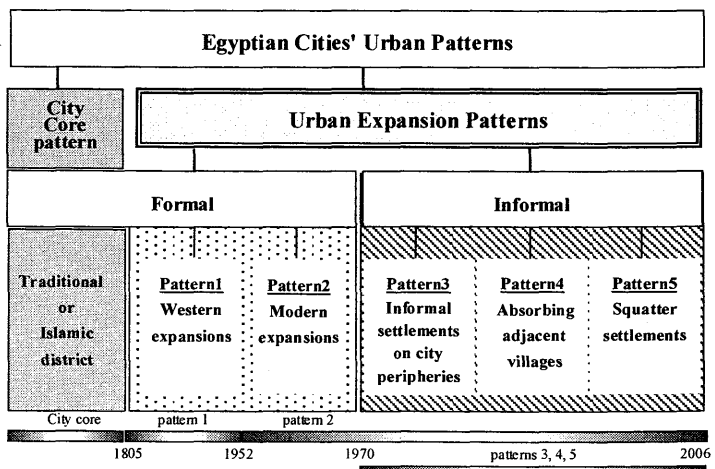 Egyptian Cities' Urban Patterns
City
Core
pattern
Urban Expansion Patterns
Formal
Informal
Traditional
or
Islamic
district
Pattern1
Western
expansions
Pattern2
Modern
expansions
Pattern3
Informal
settlements
on city
peripheries
Pattern4
Absorbing
adjacent
villages
Pattern5
Squatter
settlements
City core
pattern 1
pattern 2
1805
1952
1970
patterns 3, 4, 5
2006